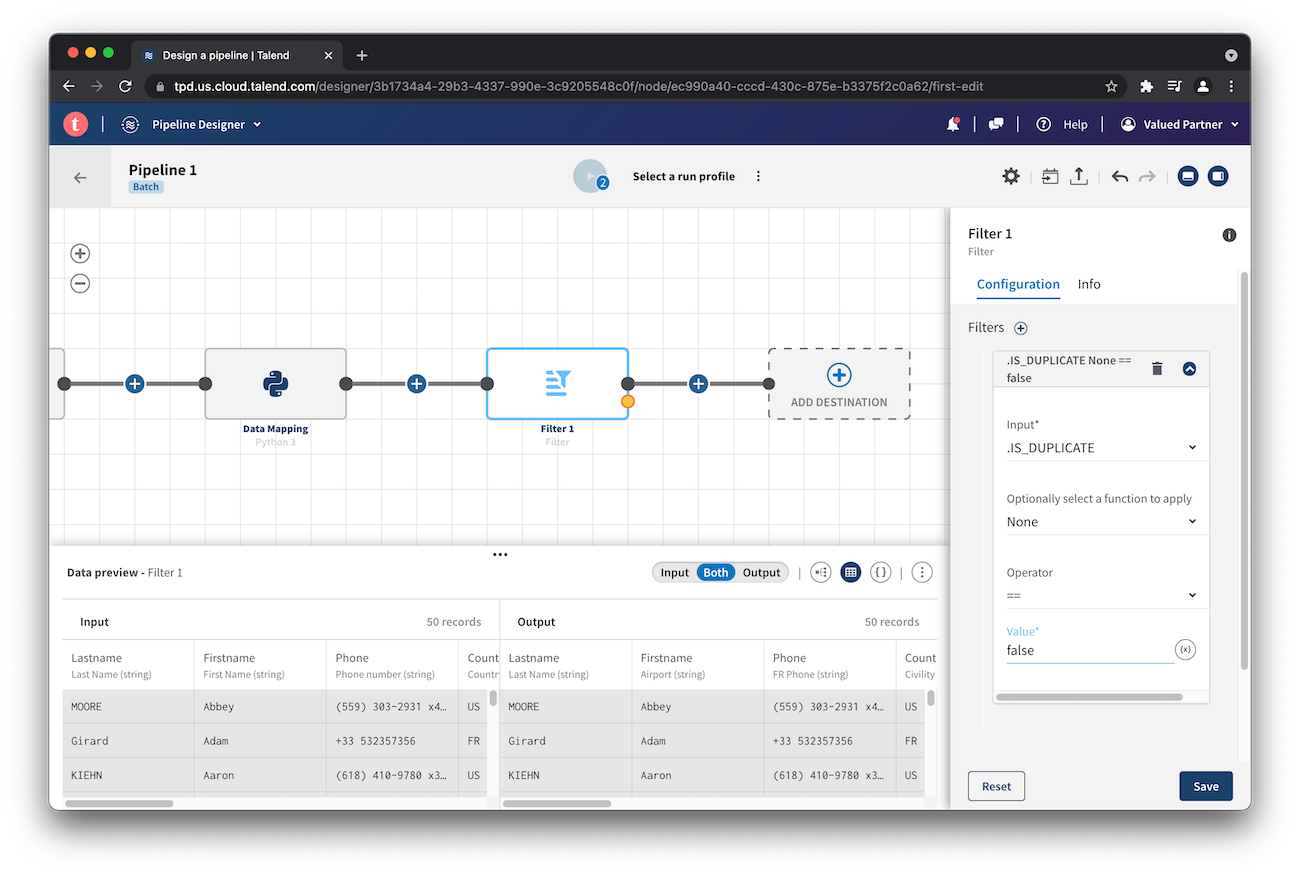 Design a pipeline | Talend
tpd.us.cloud.talend.com/designer/3b1734a4-29b3-4337-990e-3c9205548c0f/node/ec990a40-cccd-430c-875e-b3375f2c0a62/first-edit
t Pipeline Designer Help Valued Partner
Pipeline 1
Batch
2 Select a run profile
Filter 1
Filter
Configuration Info
Filters
.IS_DUPLICATE None ==
false
Input*
.IS_DUPLICATE
Optionally select a function to apply
None
Operator
==
Value*
false
{x}
Reset Save
Data Mapping
Python 3
Filter 1
Filter
ADD DESTINATION
Data preview - Filter 1 Input Both Output { }
Input 50 records Output 50 records
Lastname Firstname Phone Count Lastname Firstname Phone Count
Last Name (string) First Name (string) Phone number (string) Countr Last Name (string) Airport (string) FR Phone (string) Civility
MOORE Abbey (559) 303-2931 x4… US MOORE Abbey (559) 303-2931 x4… US
Girard Adam +33 532357356 FR Girard Adam +33 532357356 FR
KIEHN Aaron (618) 410-9780 x3… US KIEHN Aaron (618) 410-9780 x3… US